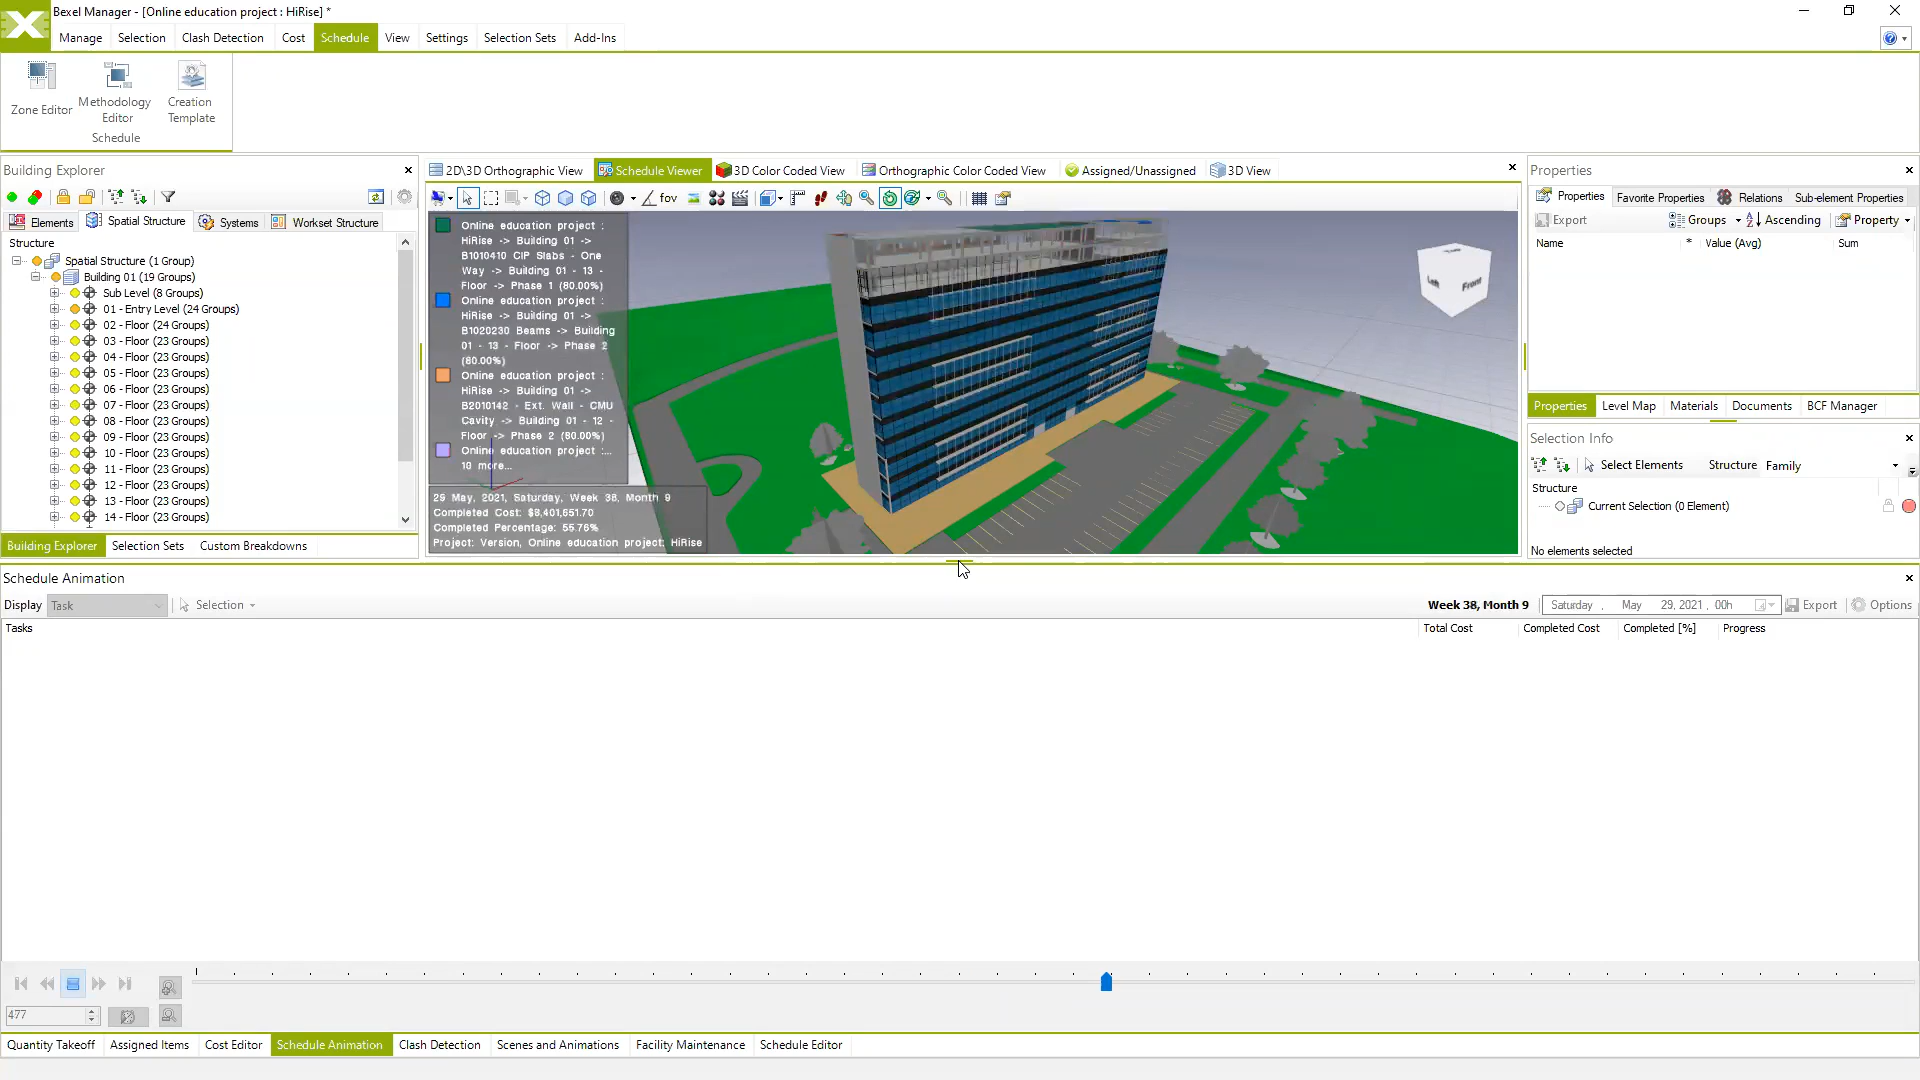 Bexel Manager - [Online education project : HiRise] *
Manage Selection Clash Detection Cost Schedule View Settings Selection Sets Add-Ins
Zone Editor Methodology Editor Creation Template
Schedule
Building Explorer
Elements Spatial Structure Systems Workset Structure
Structure
Spatial Structure (1 Group)
Building 01 (19 Groups)
Sub Level (8 Groups)
01 - Entry Level (24 Groups)
02 - Floor (24 Groups)
03 - Floor (23 Groups)
04 - Floor (23 Groups)
05 - Floor (23 Groups)
06 - Floor (23 Groups)
07 - Floor (23 Groups)
08 - Floor (23 Groups)
09 - Floor (23 Groups)
10 - Floor (23 Groups)
11 - Floor (23 Groups)
12 - Floor (23 Groups)
13 - Floor (23 Groups)
14 - Floor (23 Groups)
Building Explorer Selection Sets Custom Breakdowns
2D\3D Orthographic View Schedule Viewer 3D Color Coded View Orthographic Color Coded View Assigned/Unassigned 3D View
fov
Online education project :
HiRise -> Building 01 ->
B1010410 CIP Slabs - One
Way -> Building 01 - 13 -
Floor -> Phase 1 (80.00%)
Online education project :
HiRise -> Building 01 ->
B1020230 Beams -> Building
01 - 13 - Floor -> Phase 2
(80.00%)
Online education project :
HiRise -> Building 01 ->
B2010142 - Ext. Wall - CMU
Cavity -> Building 01 - 12 -
Floor -> Phase 2 (80.00%)
Online education project :...
10 more...
29 May, 2021, Saturday, Week 38, Month 9
Completed Cost: $8,401,651.70
Completed Percentage: 55.76%
Project: Version, Online education project: HiRise
Left Front
Properties
Properties Favorite Properties Relations Sub-element Properties
Export Groups Ascending Property
Name * Value (Avg) Sum
Properties Level Map Materials Documents BCF Manager
Selection Info
Select Elements Structure Family
Structure
Current Selection (0 Element)
No elements selected
Schedule Animation
Display Task Selection Week 38, Month 9 Saturday , May 29, 2021 , 00h Export Options
Tasks Total Cost Completed Cost Completed [%] Progress
477
Quantity Takeoff Assigned Items Cost Editor Schedule Animation Clash Detection Scenes and Animations Facility Maintenance Schedule Editor